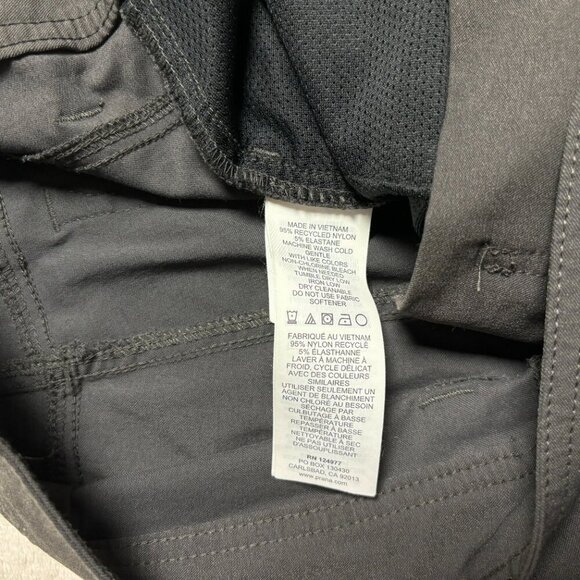 MADE IN VIETNAM
95% RECYCLED NYLON
5% ELASTANE
MACHINE WASH COLD
GENTLE
WITH LIKE COLORS
NON-CHLORINE BLEACH
WHEN NEEDED
TUMBLE DRY LOW
IRON LOW
DRY CLEANABLE
DO NOT USE FABRIC
SOFTENER
FABRIQUÉ AU VIETNAM
95% NYLON RECYCLÉ
5% ÉLASTHANNE
LAVER À MACHINE À
FROID, CYCLE DÉLICAT
AVEC DES COULEURS
SIMILAIRES
UTILISER SEULEMENT UN
AGENT DE BLANCHIMENT
NON CHLORÉ AU BESOIN
SÉCHAGE PAR
CULBUTAGE À BASSE
TEMPÉRATURE
REPASSER À BASSE
TEMPÉRATURE
NETTOYABLE À SEC
NE PAS UTILISER
D'ASSOUPLISSANT
RN 124977
PO BOX 130430
CARLSBAD, CA 92013
www.prana.com